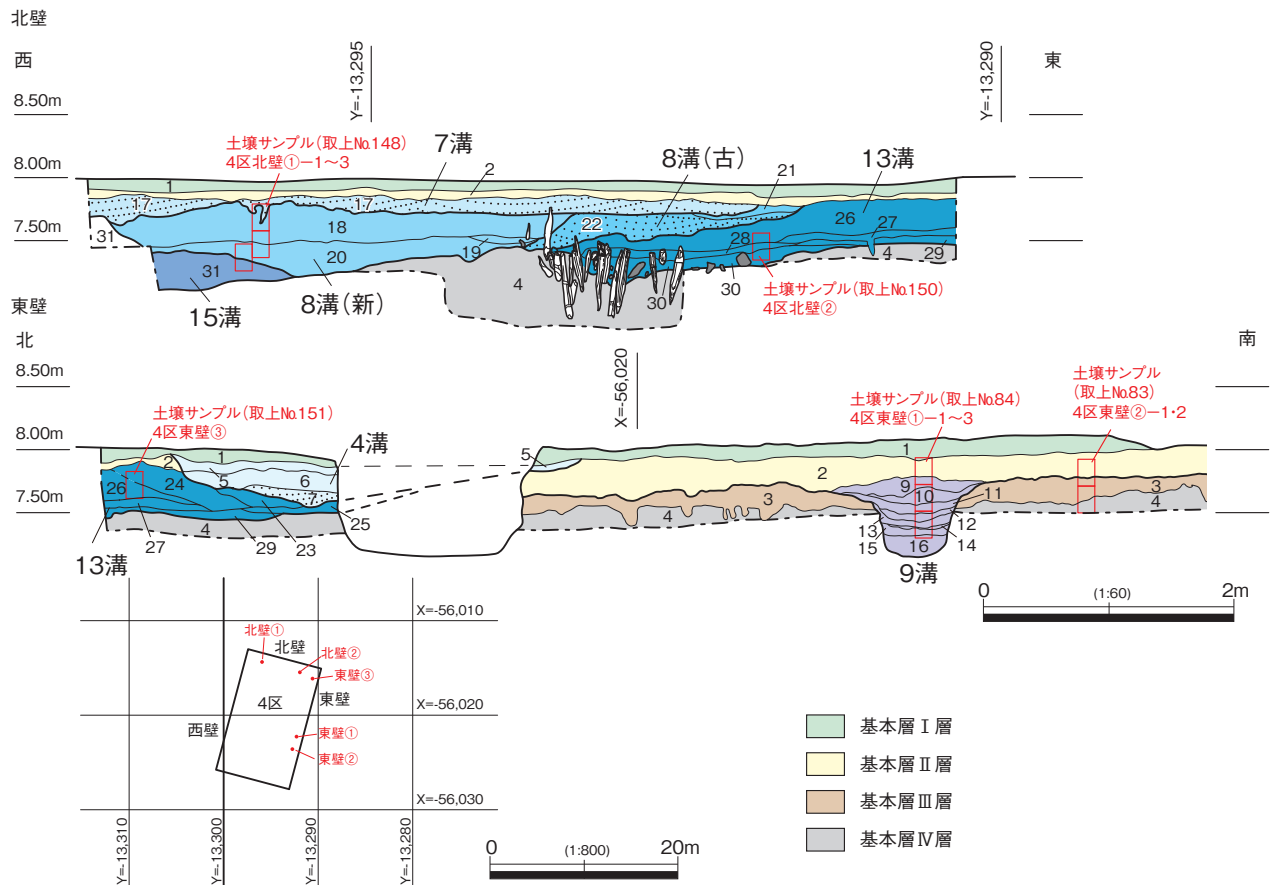 北壁
西
東
Y=-13,295
Y=-13,290
8.50m
8.00m
7.50m
土壌サンプル(取上No.148)
4区北壁①-1~3
7溝
2
8溝(古)
21
13溝
1
17
17
18
22
26
27
31
19
28
20
4
29
31
4
30
30
15溝
8溝(新)
土壌サンプル(取上No.150)
4区北壁②
東壁
北
南
X=-56,020
8.50m
8.00m
7.50m
土壌サンプル(取上No.151)
4区東壁③
4溝
土壌サンプル(取上No.84)
4区東壁①-1~3
土壌サンプル
(取上No.83)
4区東壁②-1・2
1
2
5
6
24
26
7
25
4
27
29
23
13溝
5
1
2
9
10
11
3
3
4
4
13
12
15
14
16
9溝
0
(1:60)
2m
X=-56,010
北壁①
北壁
北壁②
東壁③
4区
東壁
X=-56,020
西壁
東壁①
東壁②
X=-56,030
Y=-13,310
Y=-13,300
Y=-13,290
Y=-13,280
0
(1:800)
20m
基本層Ⅰ層
基本層Ⅱ層
基本層Ⅲ層
基本層Ⅳ層